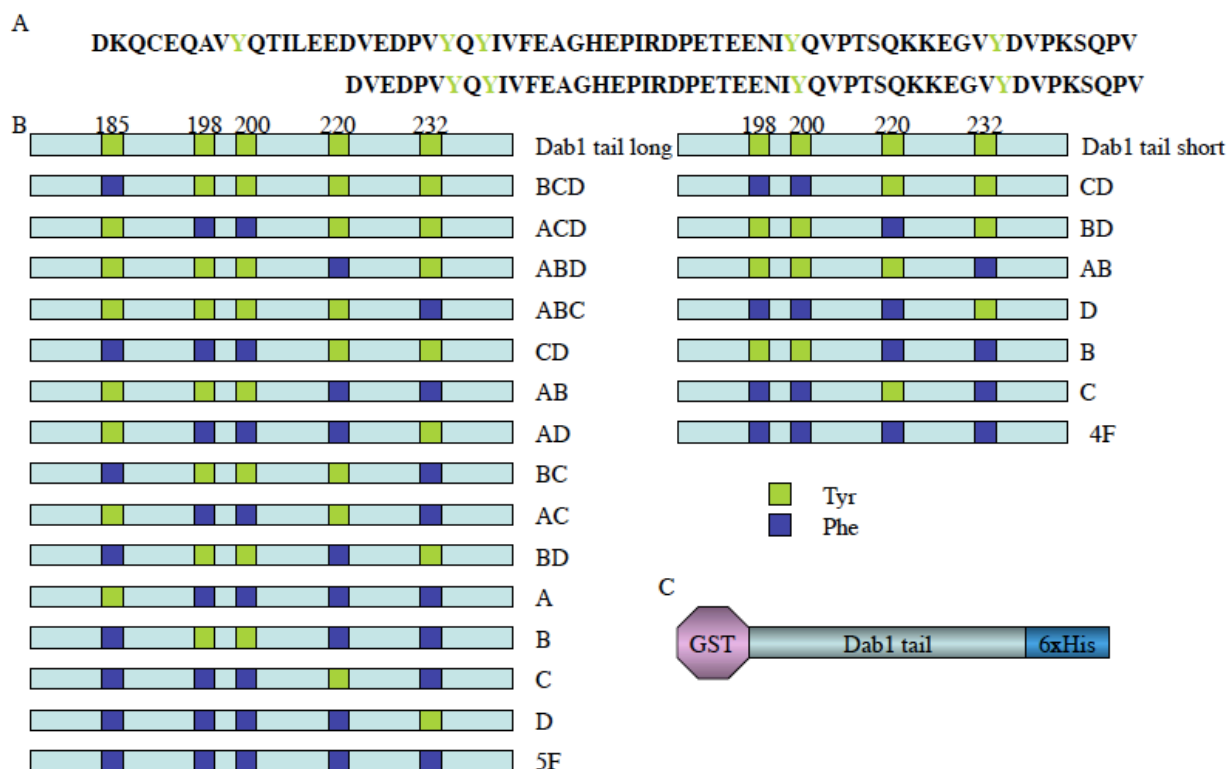 A
DKQCEQAVYQTILEEDVEDPVYQYIVFEAGHEPIRDPETEENIYQVPTSQKKEGVYDVPKSQPV
DVEDPVYQYIVFEAGHEPIRDPETEENIYQVPTSQKKEGVYDVPKSQPV
B
185 198 200 220 232
Dab1 tail long
BCD
ACD
ABD
ABC
CD
AB
AD
BC
AC
BD
A
B
C
D
5F
198 200 220 232
Dab1 tail short
CD
BD
AB
D
B
C
4F
Tyr
Phe
C
GST Dab1 tail 6xHis